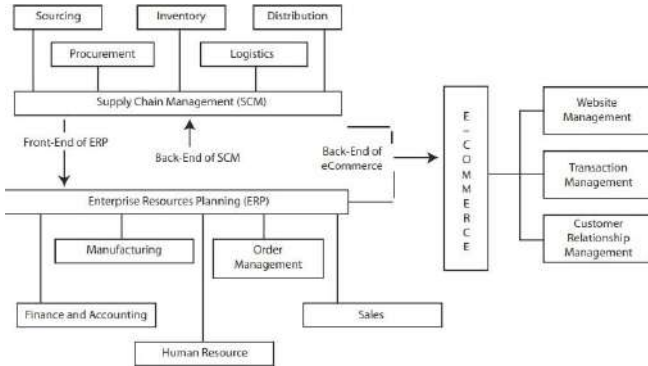 Sourcing
Inventory
Distribution
Procurement
Logistics
Supply Chain Management (SCM)
Front-End of ERP
Back-End of SCM
Back-End of
eCommerce
E-COMMERCE
Website
Management
Transaction
Management
Customer
Relationship
Management
Enterprise Resources Planning (ERP)
Manufacturing
Order
Management
Finance and Accounting
Sales
Human Resource